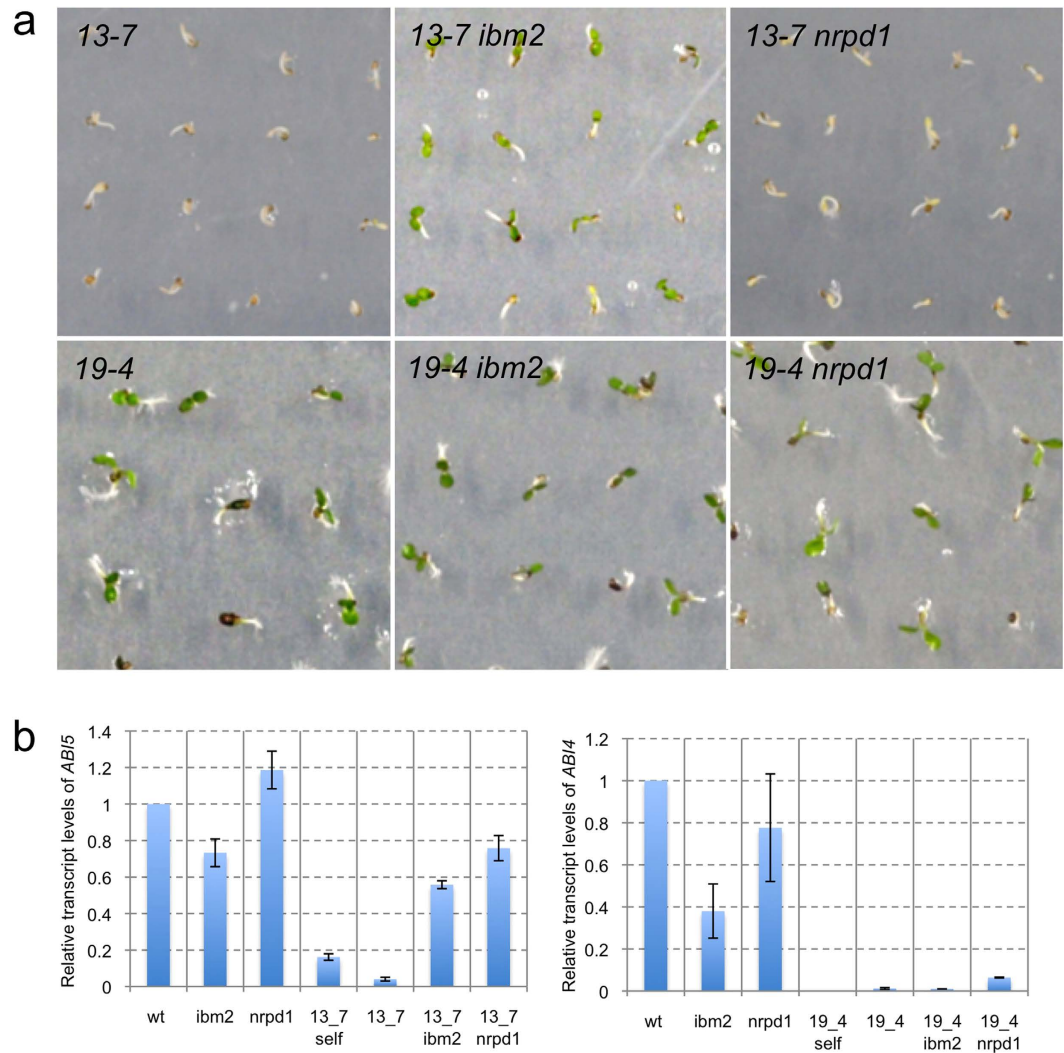 a
13-7
13-7 ibm2
13-7 nrpd1
19-4
19-4 ibm2
19-4 nrpd1
b
Relative transcript levels of ABI5
1.4
1.2
1
0.8
0.6
0.4
0.2
0
wt
ibm2
nrpd1
13_7 self
13_7
13_7 ibm2
13_7 nrpd1
Relative transcript levels of ABI4
1.2
1
0.8
0.6
0.4
0.2
0
wt
ibm2
nrpd1
19_4 self
19_4
19_4 ibm2
19_4 nrpd1